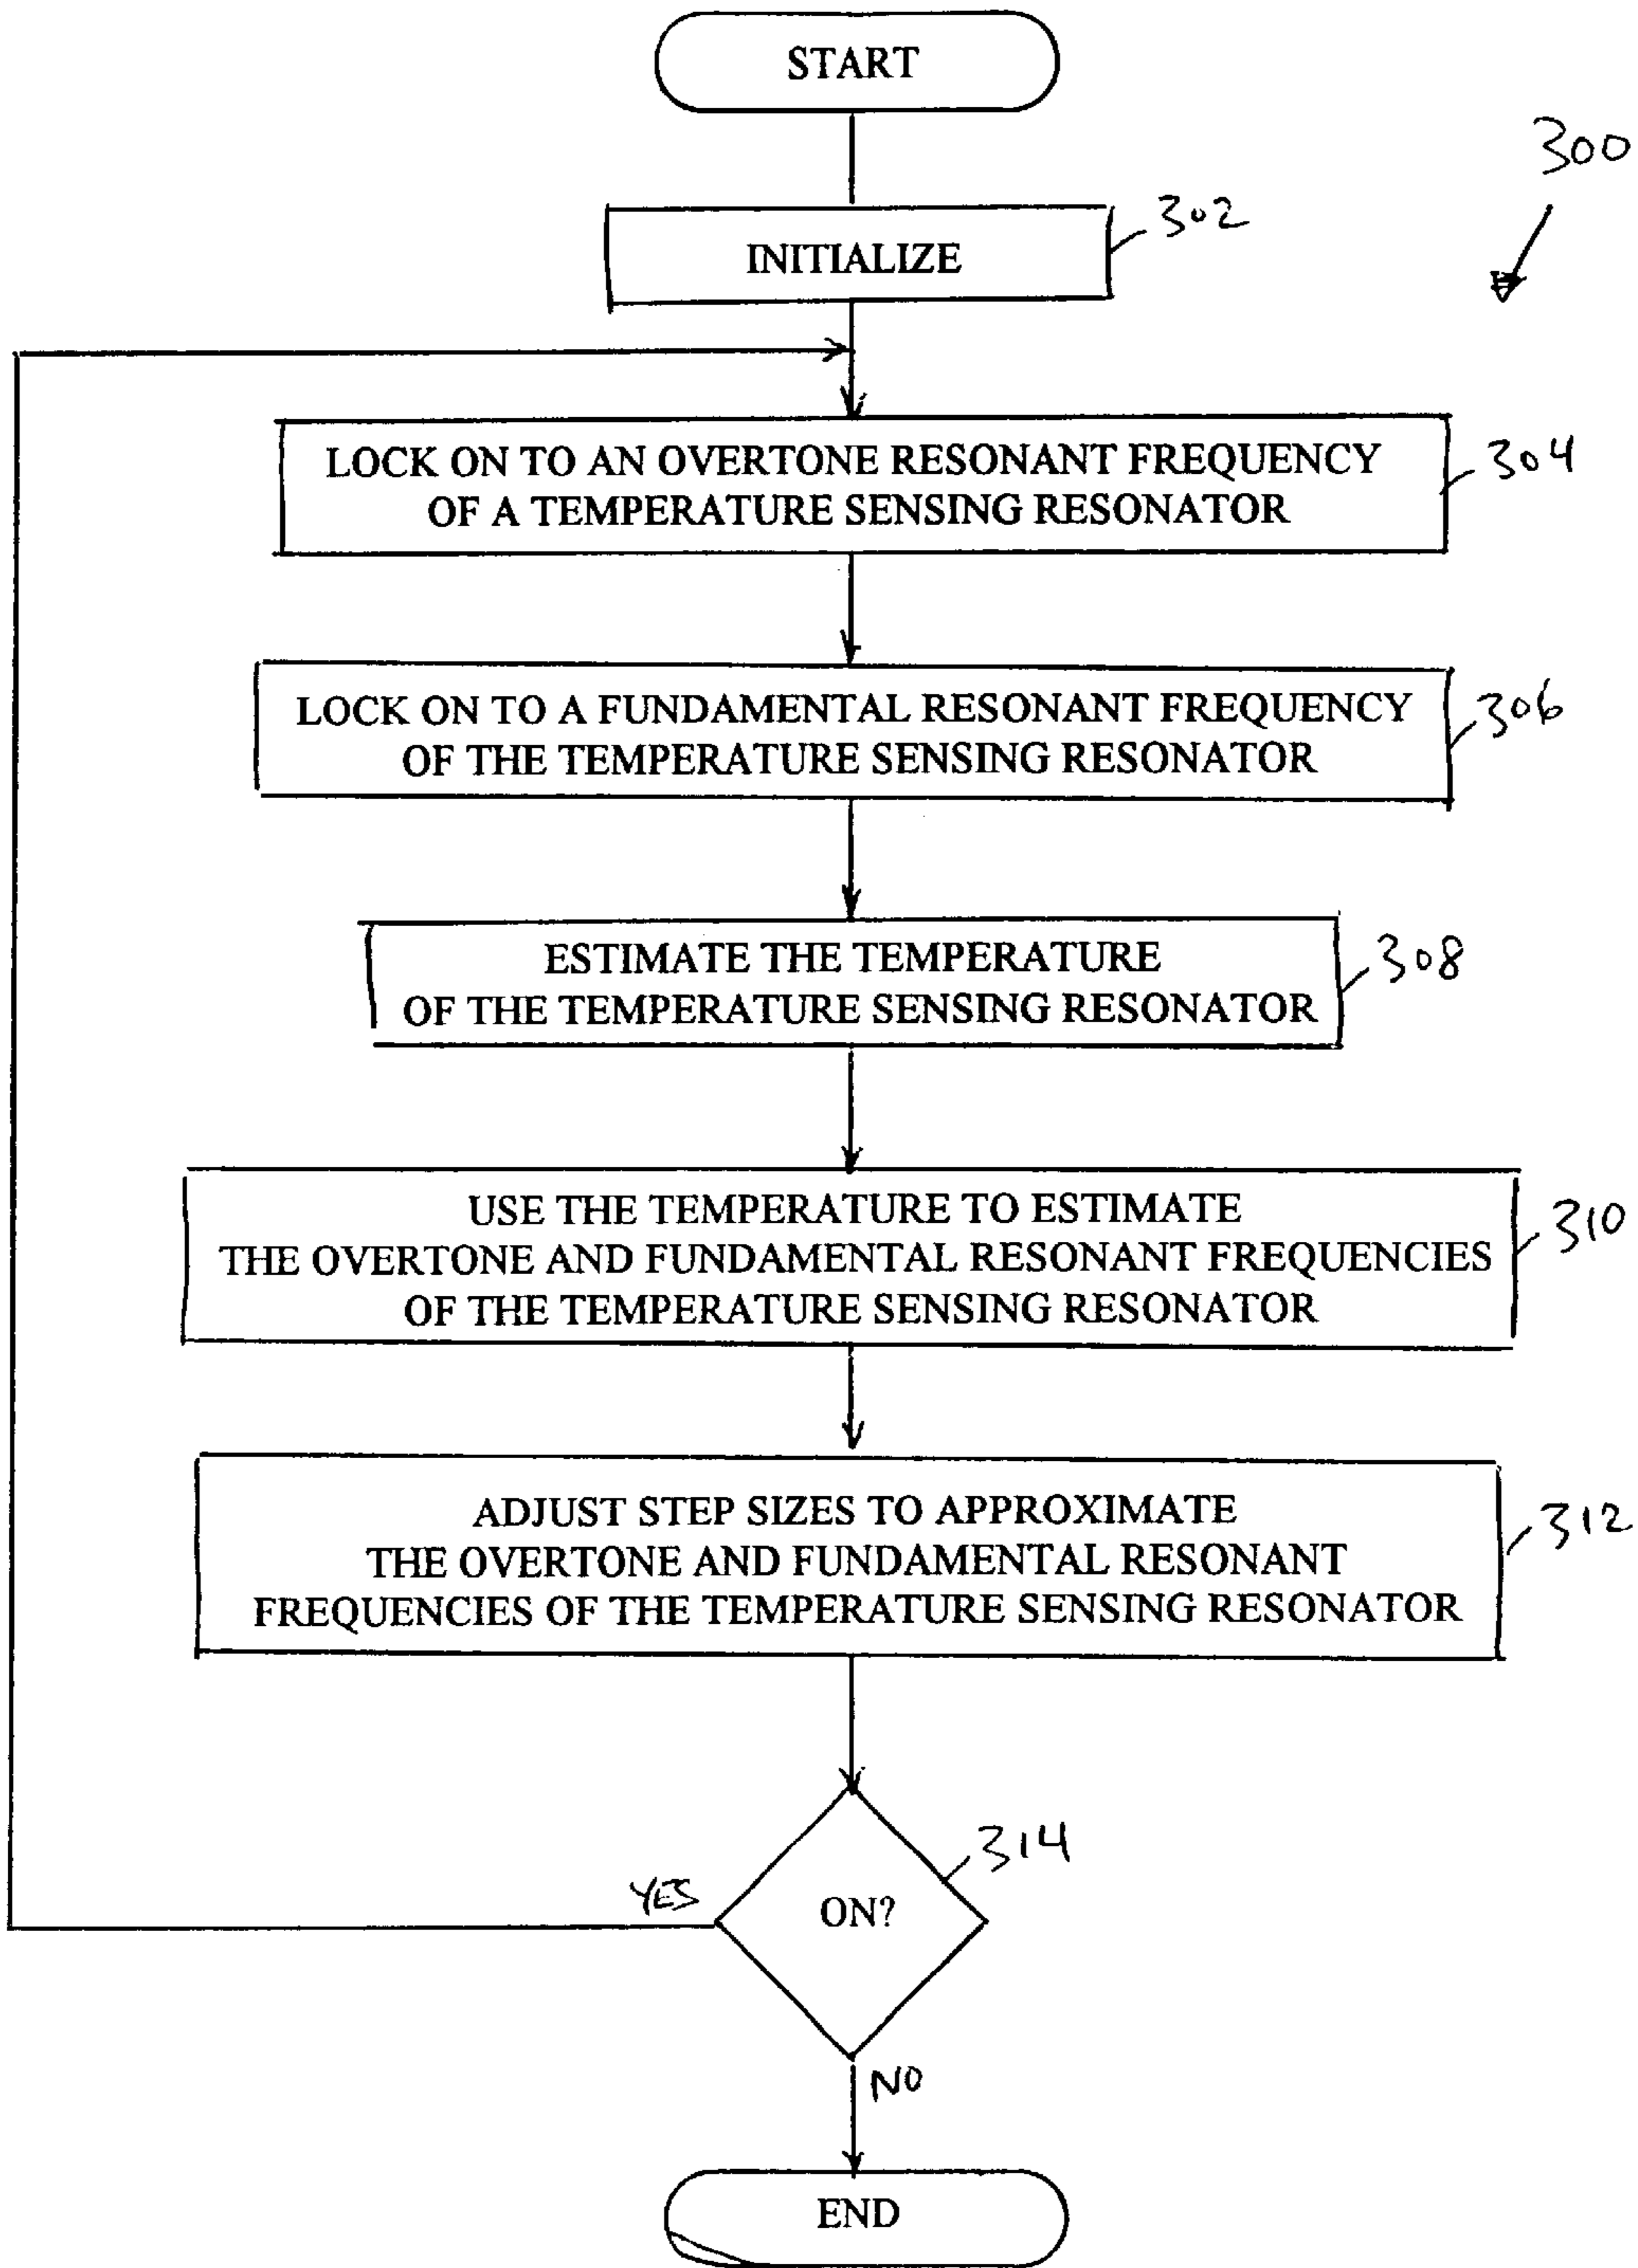 START
300
302
INITIALIZE
LOCK ON TO AN OVERTONE RESONANT FREQUENCY
OF A TEMPERATURE SENSING RESONATOR
304
LOCK ON TO A FUNDAMENTAL RESONANT FREQUENCY
OF THE TEMPERATURE SENSING RESONATOR
306
ESTIMATE THE TEMPERATURE
OF THE TEMPERATURE SENSING RESONATOR
308
USE THE TEMPERATURE TO ESTIMATE
THE OVERTONE AND FUNDAMENTAL RESONANT FREQUENCIES
OF THE TEMPERATURE SENSING RESONATOR
310
ADJUST STEP SIZES TO APPROXIMATE
THE OVERTONE AND FUNDAMENTAL RESONANT
FREQUENCIES OF THE TEMPERATURE SENSING RESONATOR
312
314
YES
ON?
NO
END